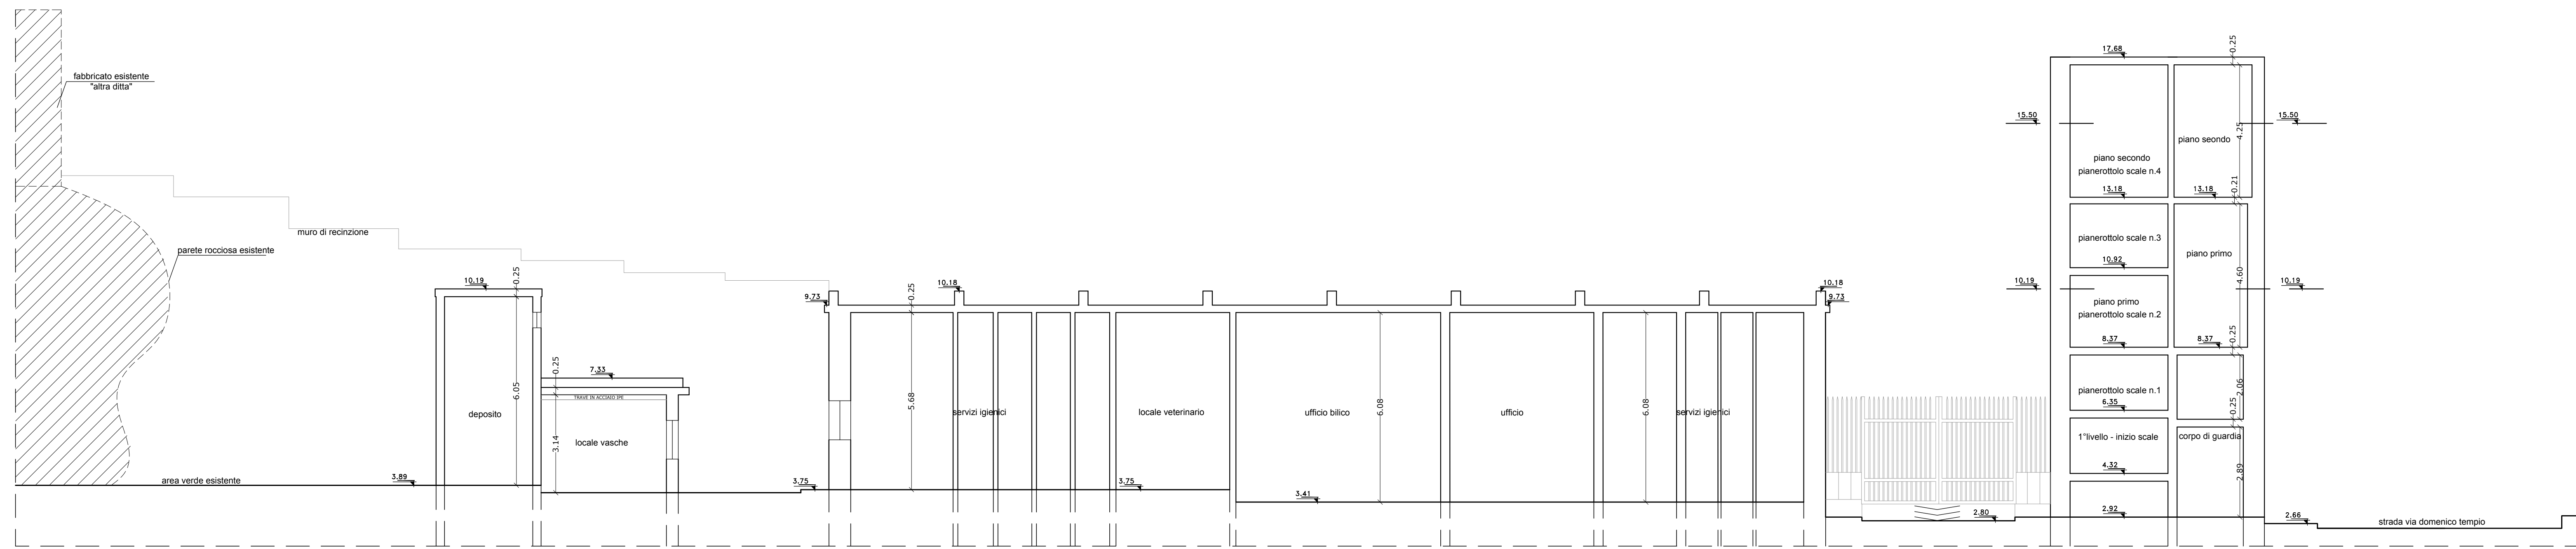 fabbricato esistente
"altra ditta"
muro di recinzione
parete rocciosa esistente
area verde esistente
3.89
10.19
0.25
6.05
deposito
7.33
0.25
TRAVE IN ACCIAIO IPE
3.14
locale vasche
3.75
9.73
10.18
0.25
5.68
servizi igienici
locale veterinario
3.75
3.41
ufficio bilico
6.08
ufficio
6.08
servizi igienici
10.18
9.73
2.80
17.68
0.25
15.50
15.50
4.25
piano seondo
piano secondo
pianerottolo scale n.4
13.18
13.18
0.21
pianerottolo scale n.3
piano primo
10.92
4.60
10.19
10.19
piano primo
pianerottolo scale n.2
8.37
8.37
0.25
pianerottolo scale n.1
2.06
6.35
0.25
1°livello - inizio scale
corpo di guardia
4.32
2.89
2.92
2.66
strada via domenico tempio